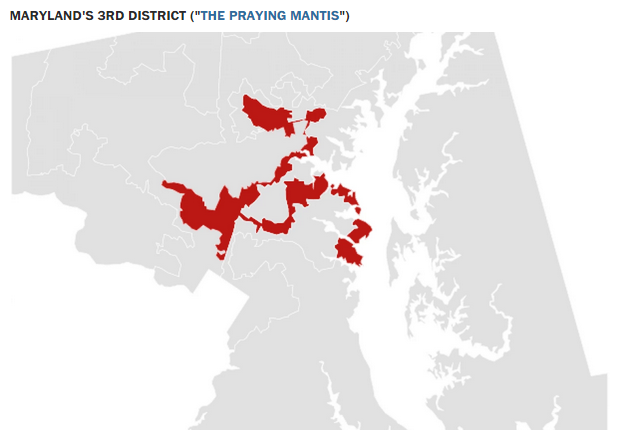 MARYLAND'S 3RD DISTRICT ("THE PRAYING MANTIS")